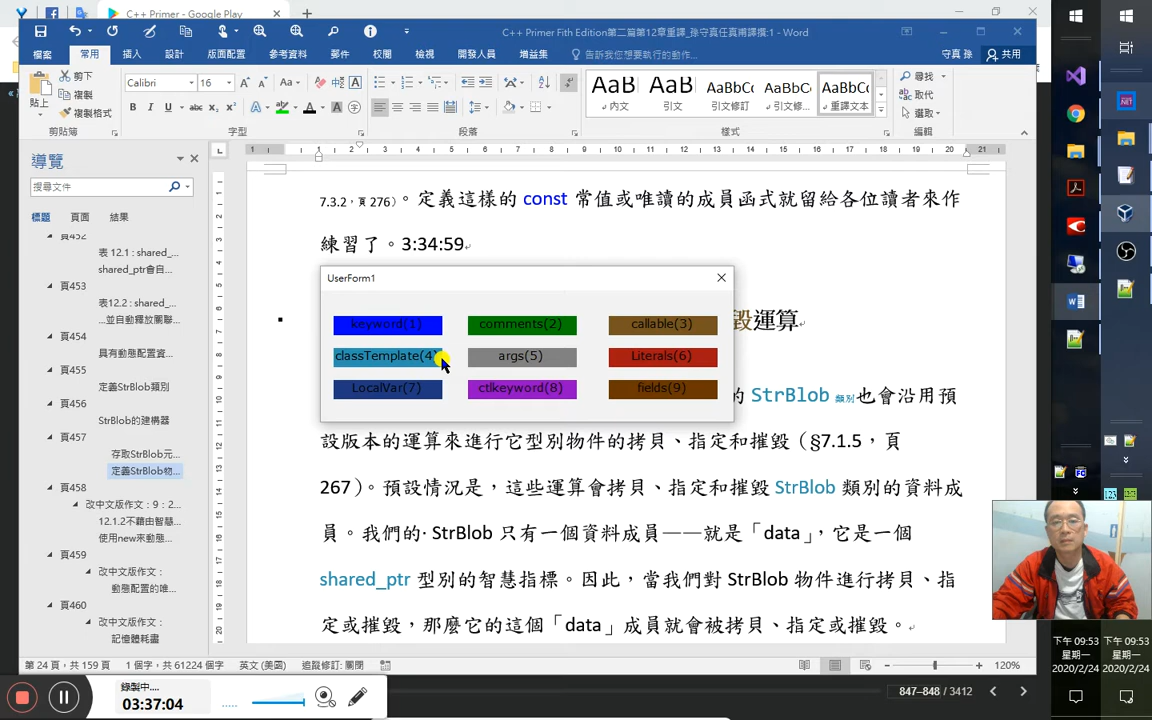 C++ Primer - Google Play
C++ Primer Fith Edition第二篇第12章重譯_孫守真任真甫譯撰:1 - Word
檔案 常用 插入 設計 版面配置 參考資料 郵件 校閱 檢視 開發人員 增益集 告訴我您想要執行的動作... 守真 孫 共用
貼上 剪下 複製 複製格式
Calibri 16
AaB AaB AaBbCc AaBbCc AaBbCc
內文 引文 引文修訂 引文修... 重譯文本
尋找 取代 選取
剪貼簿 字型 段落 樣式 編輯
導覽
搜尋文件
標題 頁面 結果
頁452
表 12.1 : shared_...
shared_ptr會自...
頁453
表12.2 : shared_...
...並自動釋放關聯...
頁454
具有動態配置資...
頁455
定義StrBlob類別
頁456
StrBlob的建構器
頁457
存取StrBlob元...
定義StrBlob物...
頁458
改中文版作文：9：2...
12.1.2不藉由智慧...
使用new來動態...
頁459
改中文版作文：
動態配置的唯...
頁460
改中文版作文：
記憶體耗盡
7.3.2，頁 276)。定義這樣的 const 常值或唯讀的成員函式就留給各位讀者來作
練習了。3:34:59
UserForm1
keyword(1) comments(2) callable(3)
classTemplate(4) args(5) Literals(6)
LocalVar(7) ctlkeyword(8) fields(9)
毀運算
的 StrBlob 類別也會沿用預
設版本的運算來進行它型別物件的拷貝、指定和摧毀（§7.1.5，頁
267）。預設情況是，這些運算會拷貝、指定和摧毀 StrBlob 類別的資料成
員。我們的 StrBlob 只有一個資料成員——就是「data」，它是一個
shared_ptr 型別的智慧指標。因此，當我們對 StrBlob 物件進行拷貝、指
定或摧毀，那麼它的這個「data」成員就會被拷貝、指定或摧毀。
第 24 頁，共 159 頁 1 個字，共 61224 個字 英文 (美國) 追蹤修訂: 關閉 120%
錄製中....
03:37:04
847–848 / 3412
下午 09:53 下午 09:53
星期一 星期一
2020/2/24 2020/2/24